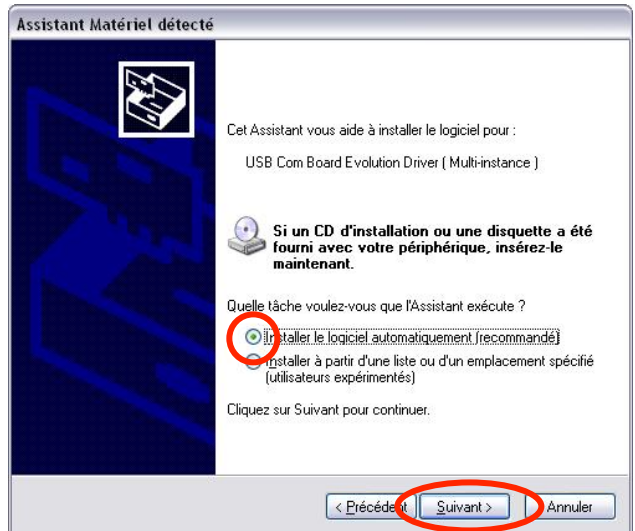 Assistant Matériel détecté
Cet Assistant vous aide à installer le logiciel pour :
USB Com Board Evolution Driver ( Multi-instance )
Si un CD d'installation ou une disquette a été
fourni avec votre périphérique, insérez-le
maintenant.
Quelle tâche voulez-vous que l'Assistant exécute ?
Installer le logiciel automatiquement (recommandé)
Installer à partir d'une liste ou d'un emplacement spécifié
(utilisateurs expérimentés)
Cliquez sur Suivant pour continuer.
< Précédent Suivant > Annuler